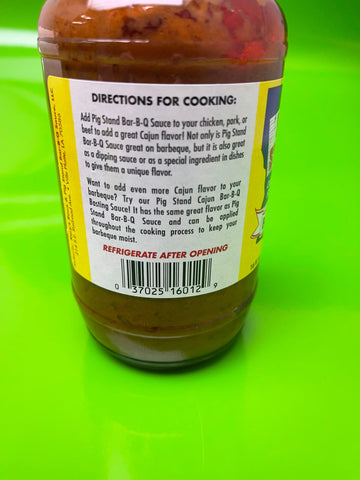 DIRECTIONS FOR COOKING:
Add Pig Stand Bar-B-Q Sauce to your chicken, pork, or
beef to add a great Cajun flavor! Not only is Pig Stand
Bar-B-Q Sauce great on barbeque, but it is also great
as a dipping sauce or as a special ingredient in dishes
to give them a unique flavor.
Want to add even more Cajun flavor to your
barbeque? Try our Pig Stand Cajun Bar-B-Q
Basting Sauce! It has the same great flavor as Pig
Stand Bar-B-Q Sauce and can be applied
throughout the cooking process to keep your
barbeque moist.
REFRIGERATE AFTER OPENING
0 37025 16012 9